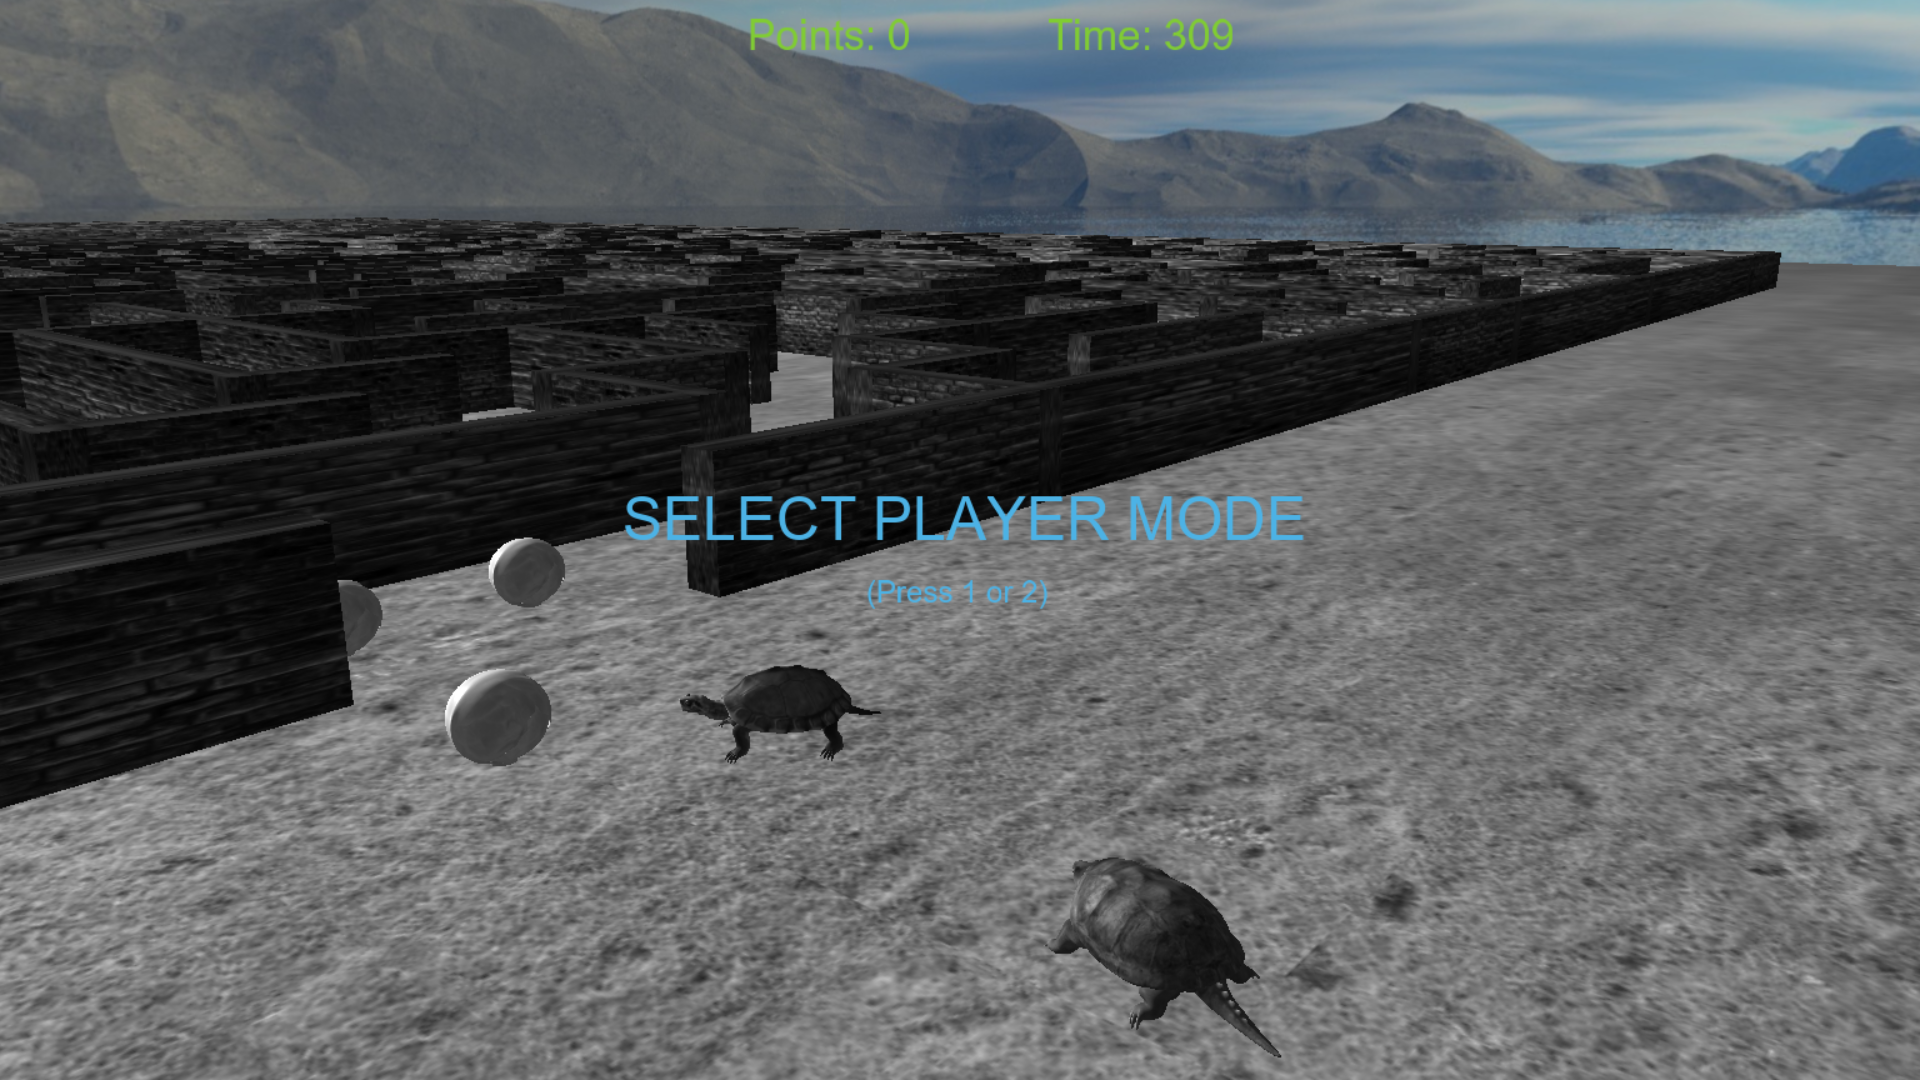 Points: 0 Time: 309
SELECT PLAYER MODE
(Press 1 or 2)